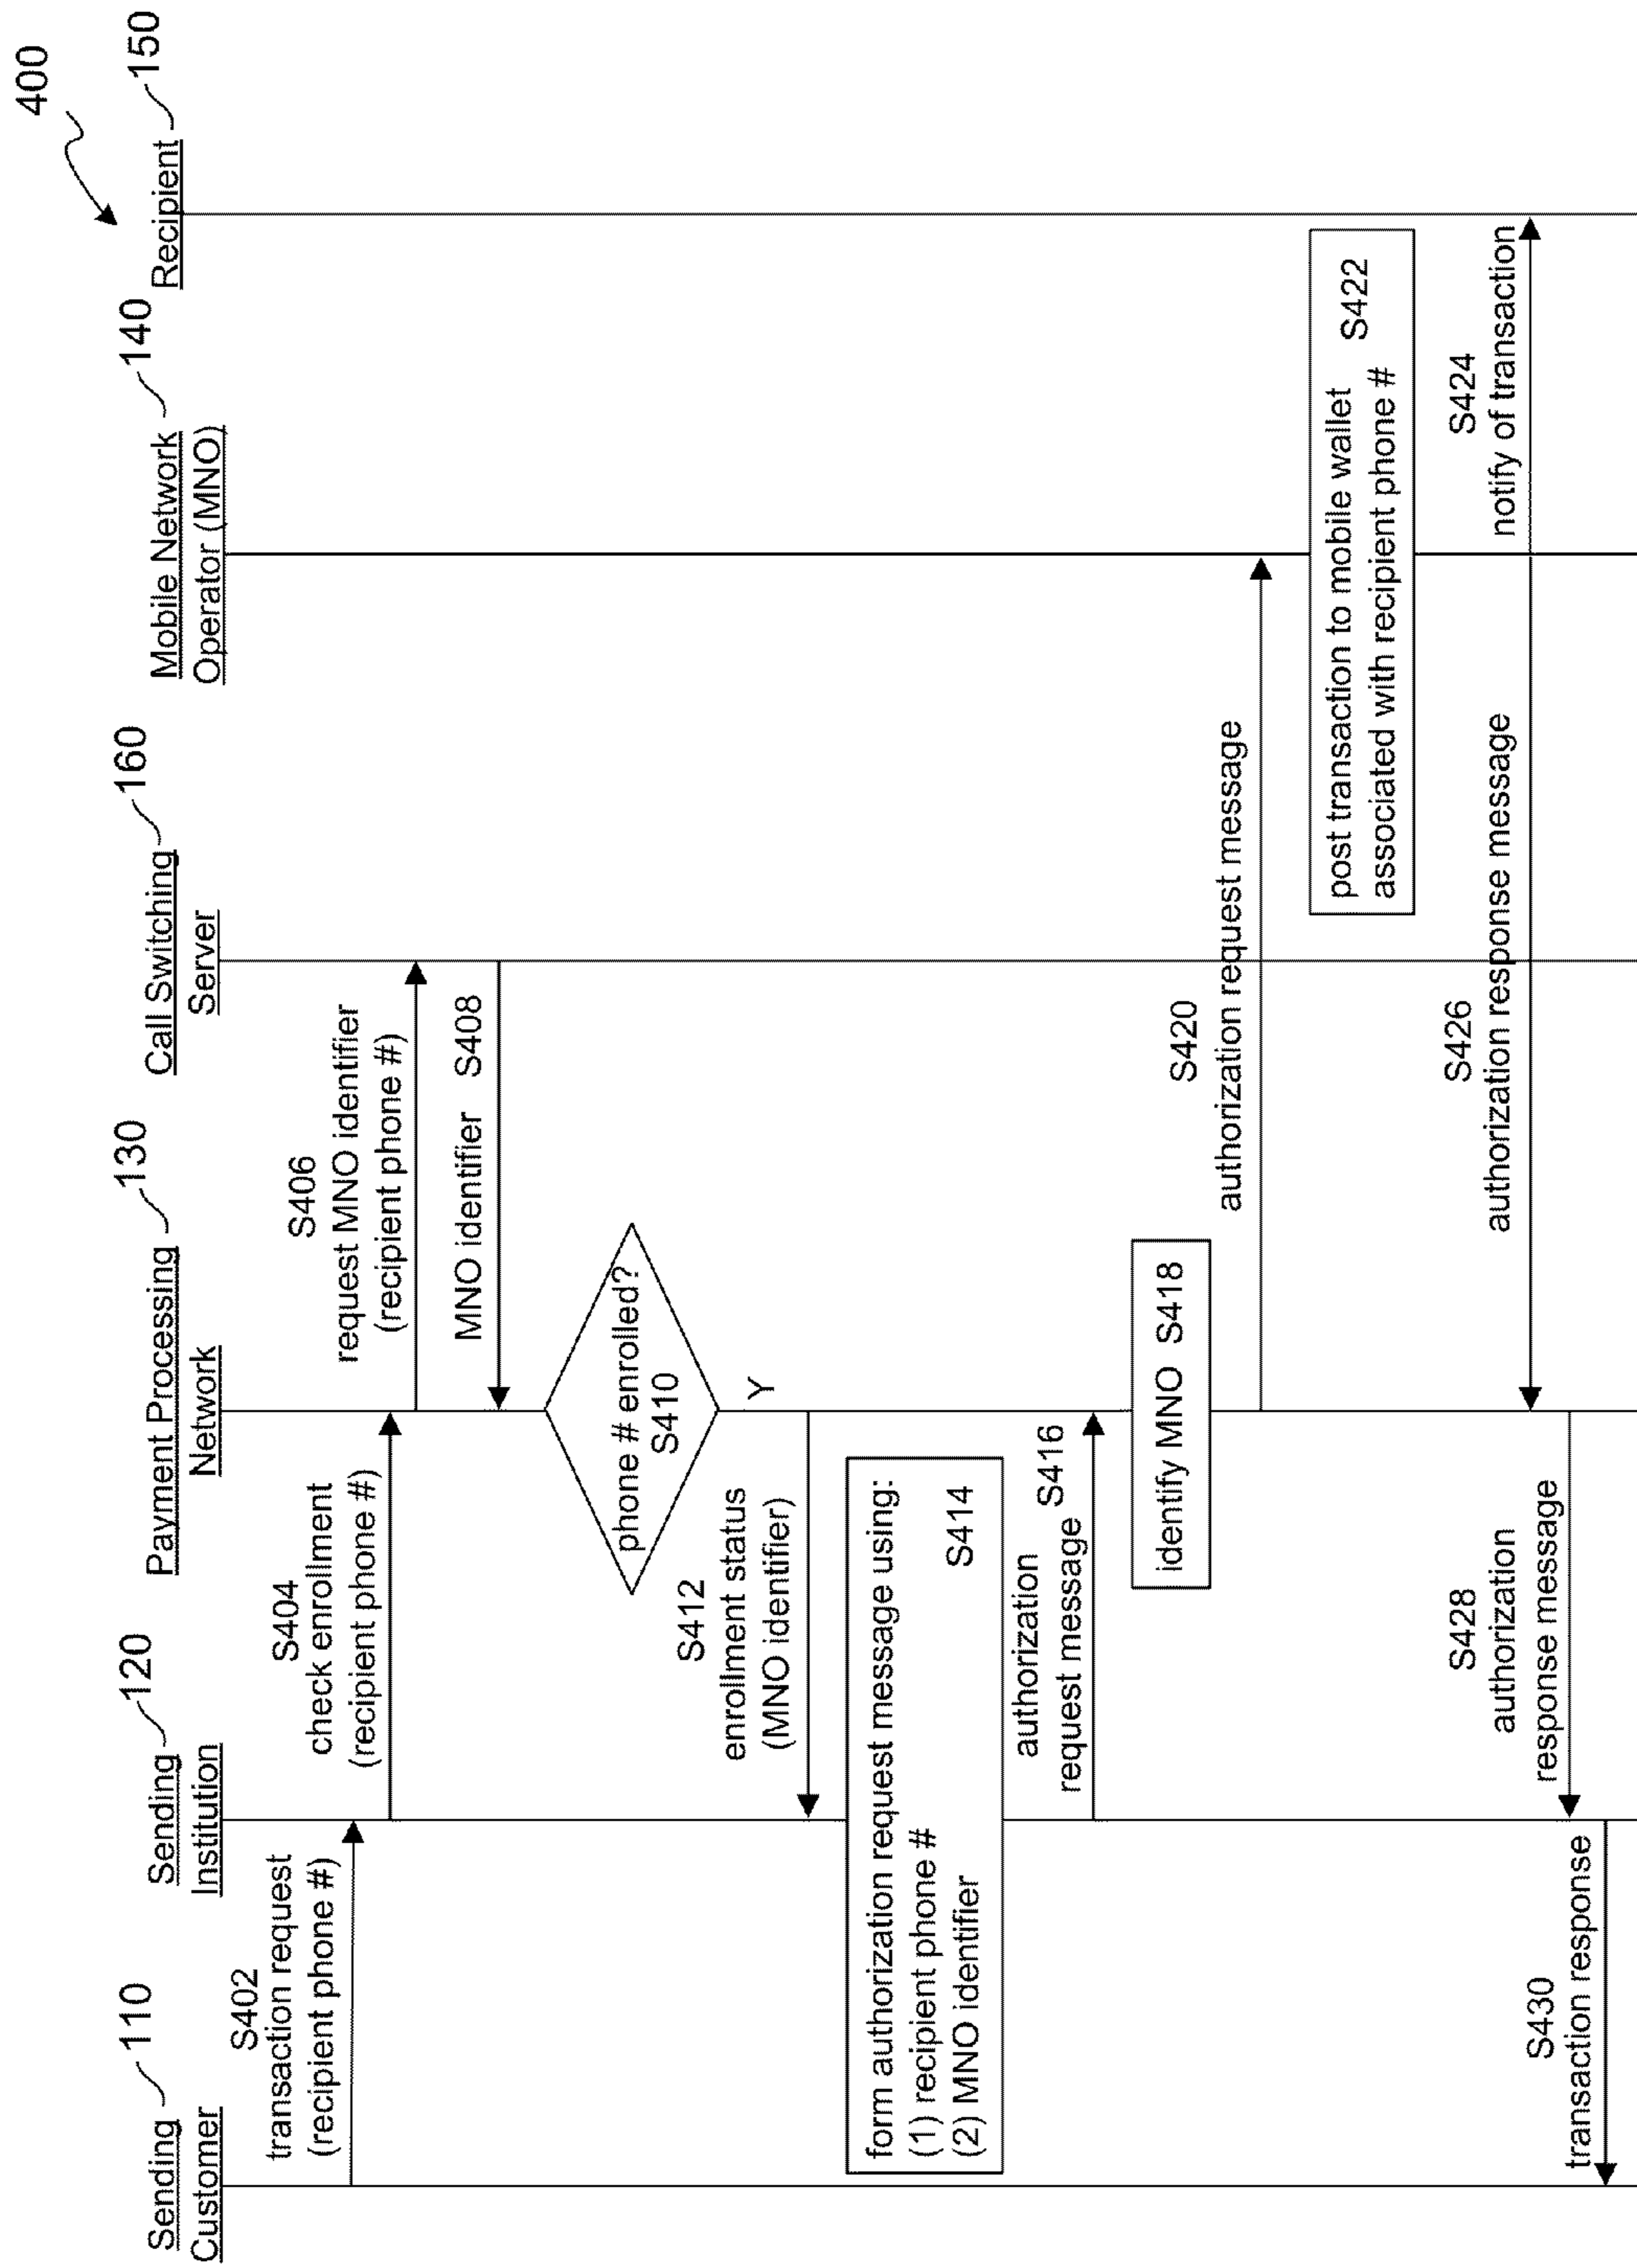 400
Sending 110
Customer
Sending 120
Institution
Payment Processing 130
Network
Call Switching 160
Server
Mobile Network 140
Operator (MNO)
Recipient 150
S402
transaction request
(recipient phone #)
S404
check enrollment
(recipient phone #)
S406
request MNO identifier
(recipient phone #)
MNO identifier S408
phone # enrolled?
S410
Y
S412
enrollment status
(MNO identifier)
form authorization request message using:
(1) recipient phone #
(2) MNO identifier S414
authorization S416
request message
identify MNO S418
S420
authorization request message
post transaction to mobile wallet
associated with recipient phone # S422
S424
notify of transaction
S426
authorization response message
S428
authorization
response message
S430
transaction response